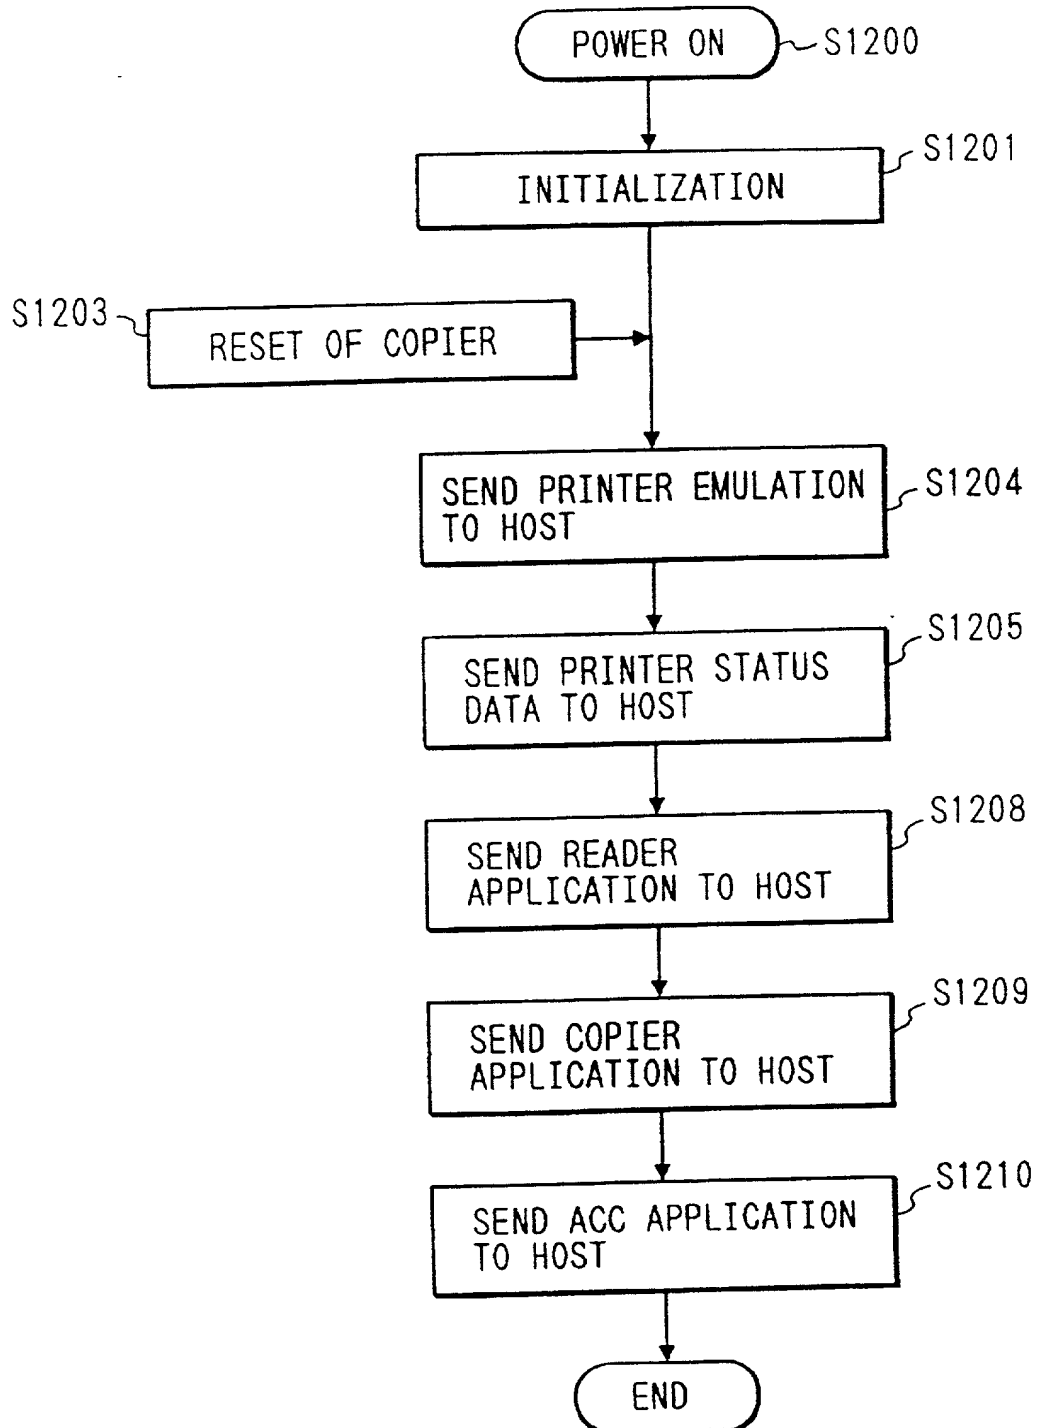 POWER ON
S1200
S1201
INITIALIZATION
S1203
RESET OF COPIER
SEND PRINTER EMULATION
TO HOST
S1204
S1205
SEND PRINTER STATUS
DATA TO HOST
S1208
SEND READER
APPLICATION TO HOST
S1209
SEND COPIER
APPLICATION TO HOST
S1210
SEND ACC APPLICATION
TO HOST
END